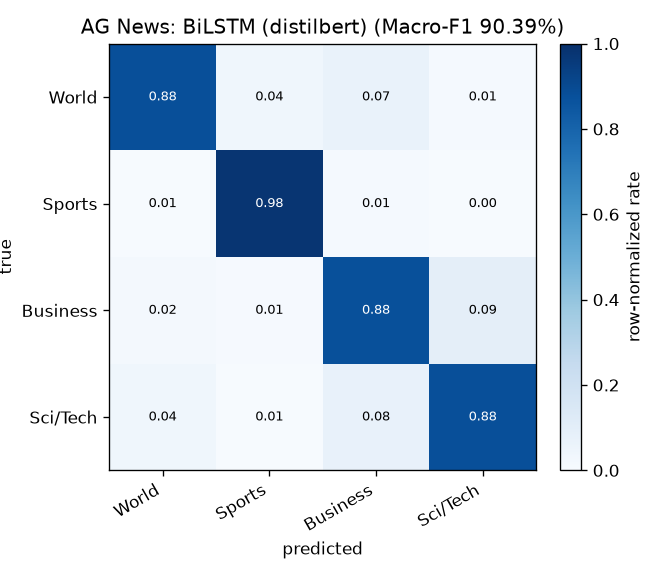 AG News: BiLSTM (distilbert) (Macro-F1 90.39%)
true
World 0.88 0.04 0.07 0.01
Sports 0.01 0.98 0.01 0.00
Business 0.02 0.01 0.88 0.09
Sci/Tech 0.04 0.01 0.08 0.88
World Sports Business Sci/Tech
predicted
1.0
0.8
0.6
0.4
0.2
0.0
row-normalized rate